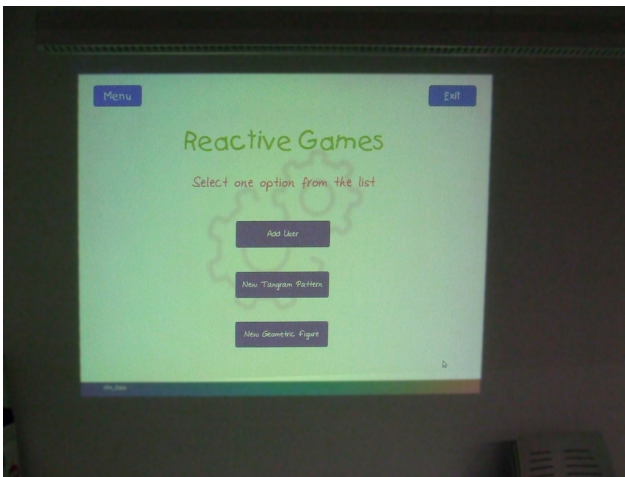 Menu
Exit
Reactive Games
Select one option from the list
Add User
New Tangram Pattern
New Geometric Figure